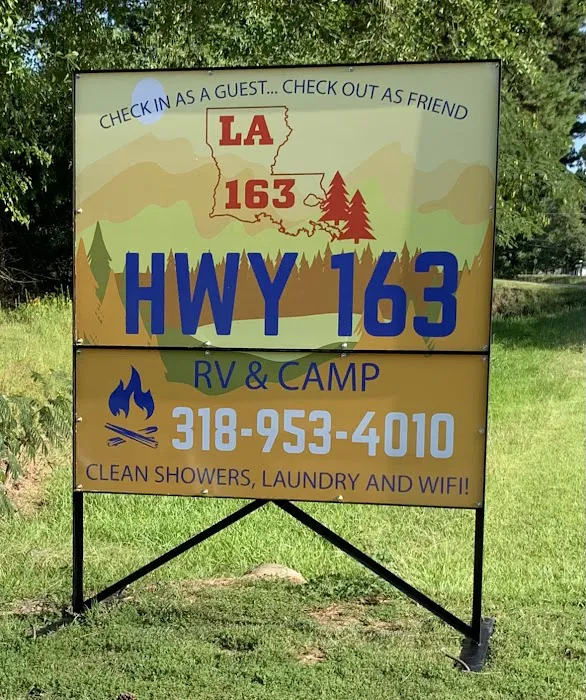 CHECK IN AS A GUEST... CHECK OUT AS FRIEND
LA
163
HWY 163
RV & CAMP
318-953-4010
CLEAN SHOWERS, LAUNDRY AND WIFI!